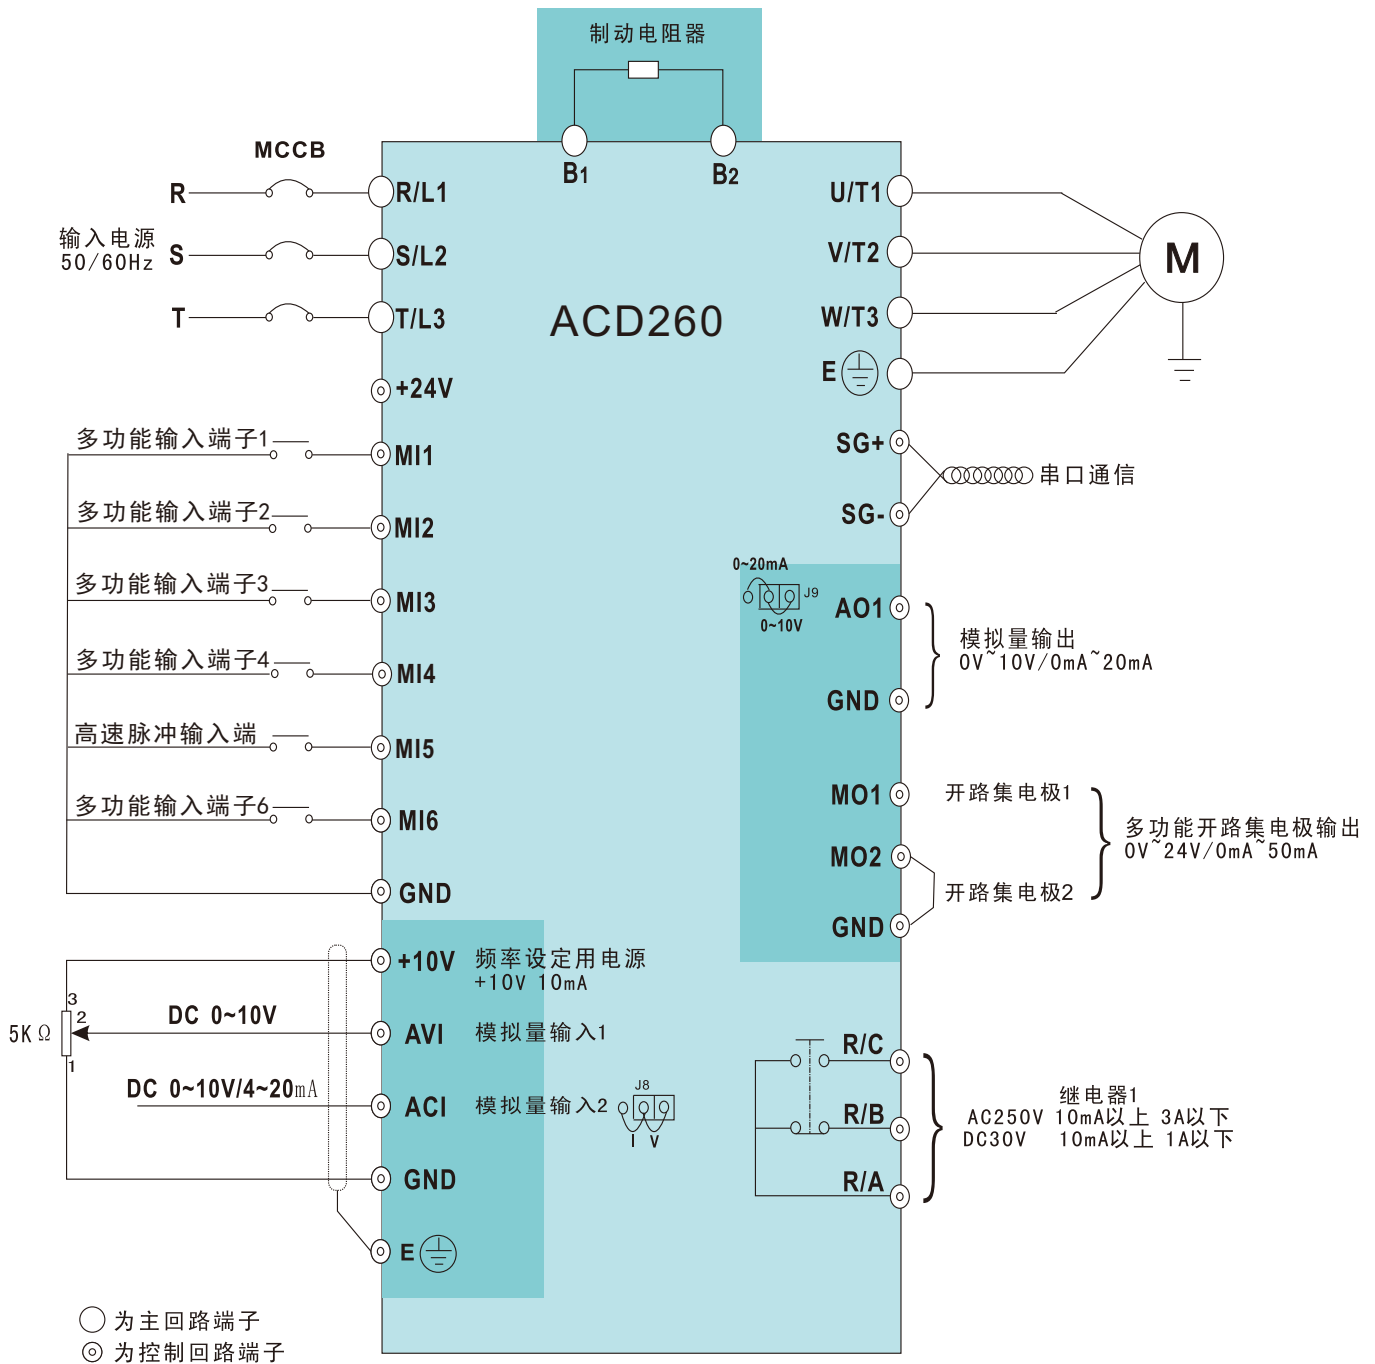 制动电阻器
B1
B2
MCCB
R
R/L1
输入电源
50/60Hz
S
S/L2
T
T/L3
ACD260
U/T1
V/T2
W/T3
E
M
+24V
多功能输入端子1
MI1
多功能输入端子2
MI2
多功能输入端子3
MI3
多功能输入端子4
MI4
高速脉冲输入端
MI5
多功能输入端子6
MI6
GND
SG+
SG-
串口通信
0~20mA
J9
0~10V
AO1
GND
模拟量输出
0V~10V/0mA~20mA
MO1
开路集电极1
MO2
开路集电极2
GND
多功能开路集电极输出
0V~24V/0mA~50mA
+10V
频率设定用电源
+10V 10mA
3
2
1
5K Ω
DC 0~10V
AVI
模拟量输入1
DC 0~10V/4~20mA
ACI
模拟量输入2
J8
I V
GND
E
R/C
R/B
R/A
继电器1
AC250V 10mA以上 3A以下
DC30V 10mA以上 1A以下
为主回路端子
为控制回路端子